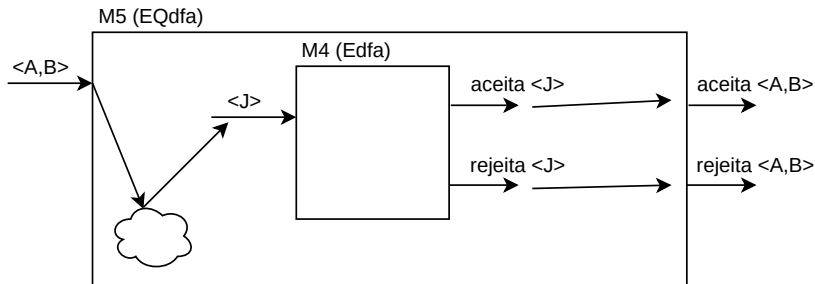 M5 (EQdfa)
M4 (Edfa)
<A,B>
<J>
aceita <J>
aceita <A,B>
rejeita <J>
rejeita <A,B>